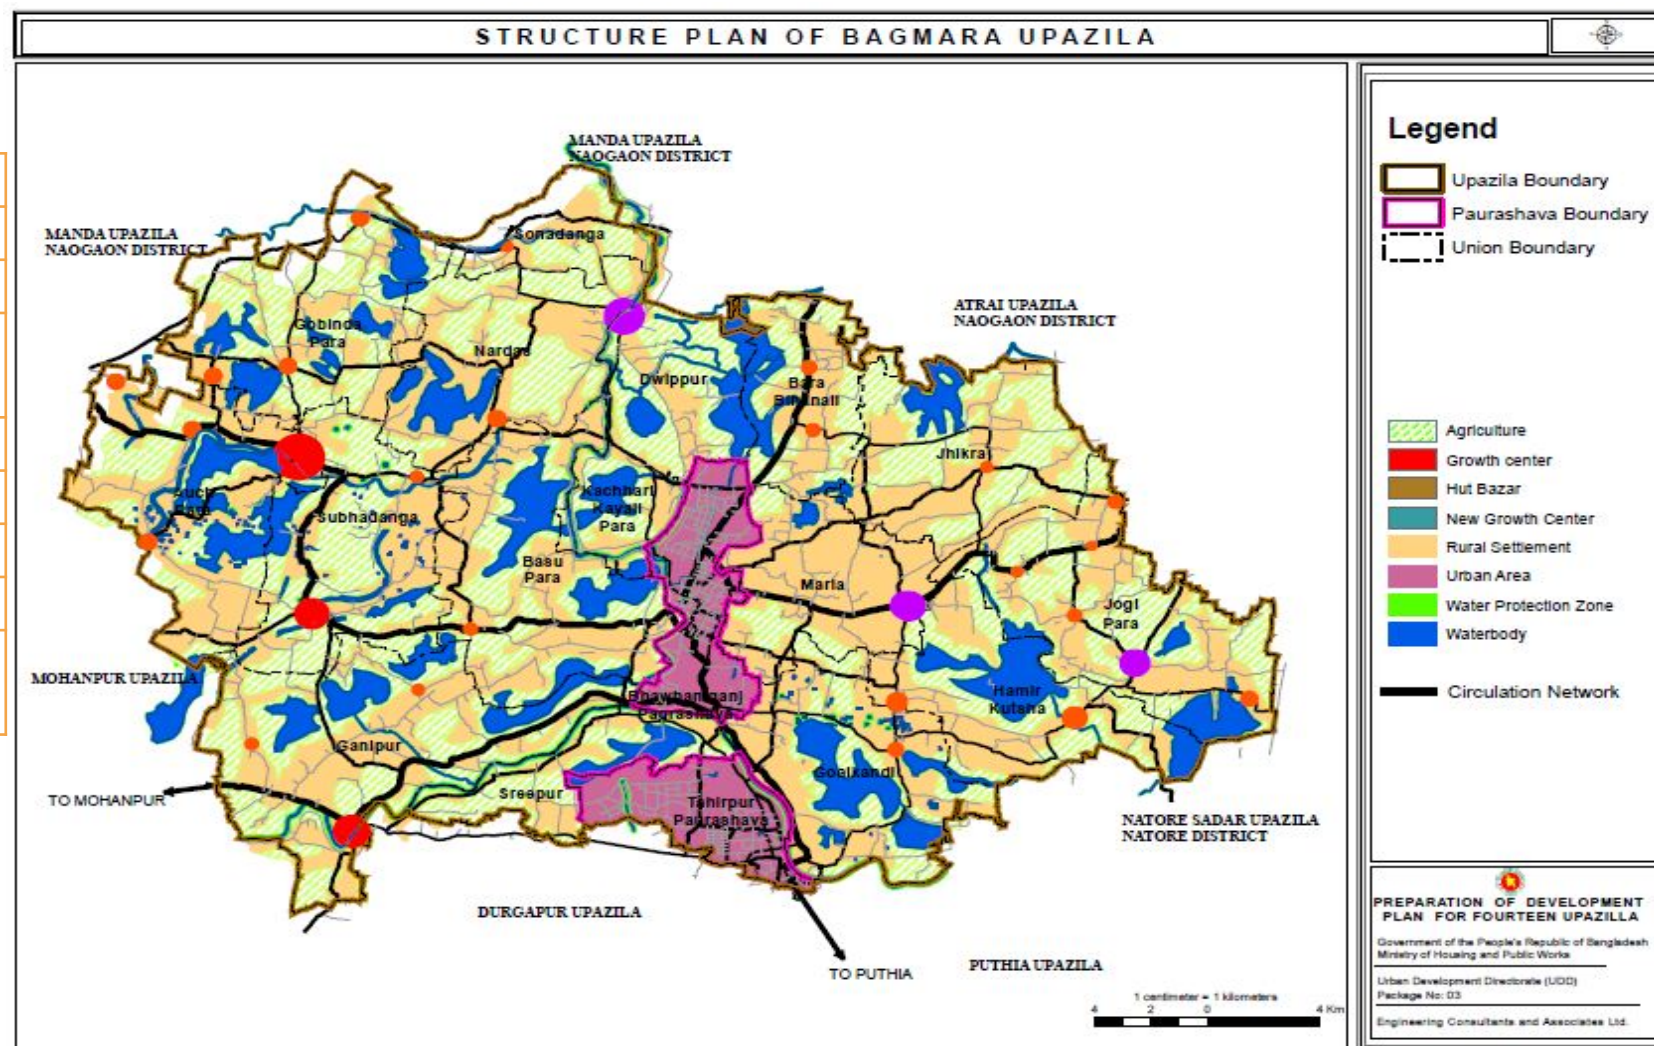 STRUCTURE PLAN OF BAGMARA UPAZILA
MANDA UPAZILA
NAOGAON DISTRICT
MANDA UPAZILA
NAOGAON DISTRICT
Sonadanga
ATRAI UPAZILA
NAOGAON DISTRICT
Gobinda
Para
Nardas
Dwippur
Bara
Bihanali
Jhikra
Auch
Para
Subhadanga
Kachhari
Kayali
Para
Basu
Para
Maria
Jogi
Para
MOHANPUR UPAZILA
Bhawhaniganj
Paurashava
Hamir
Kutsha
Ganipur
Goalkandi
TO MOHANPUR
Sreepur
Tahirpur
Paurashava
NATORE SADAR UPAZILA
NATORE DISTRICT
DURGAPUR UPAZILA
TO PUTHIA
PUTHIA UPAZILA
1 centimeter = 1 kilometers
4 2 0 4 Km
Legend
Upazila Boundary
Paurashava Boundary
Union Boundary
Agriculture
Growth center
Hut Bazar
New Growth Center
Rural Settlement
Urban Area
Water Protection Zone
Waterbody
Circulation Network
PREPARATION OF DEVELOPMENT
PLAN FOR FOURTEEN UPAZILLA
Government of the People's Republic of Bangladesh
Ministry of Housing and Public Works
Urban Development Directorate (UDD)
Package No: 03
Engineering Consultants and Associates Ltd.